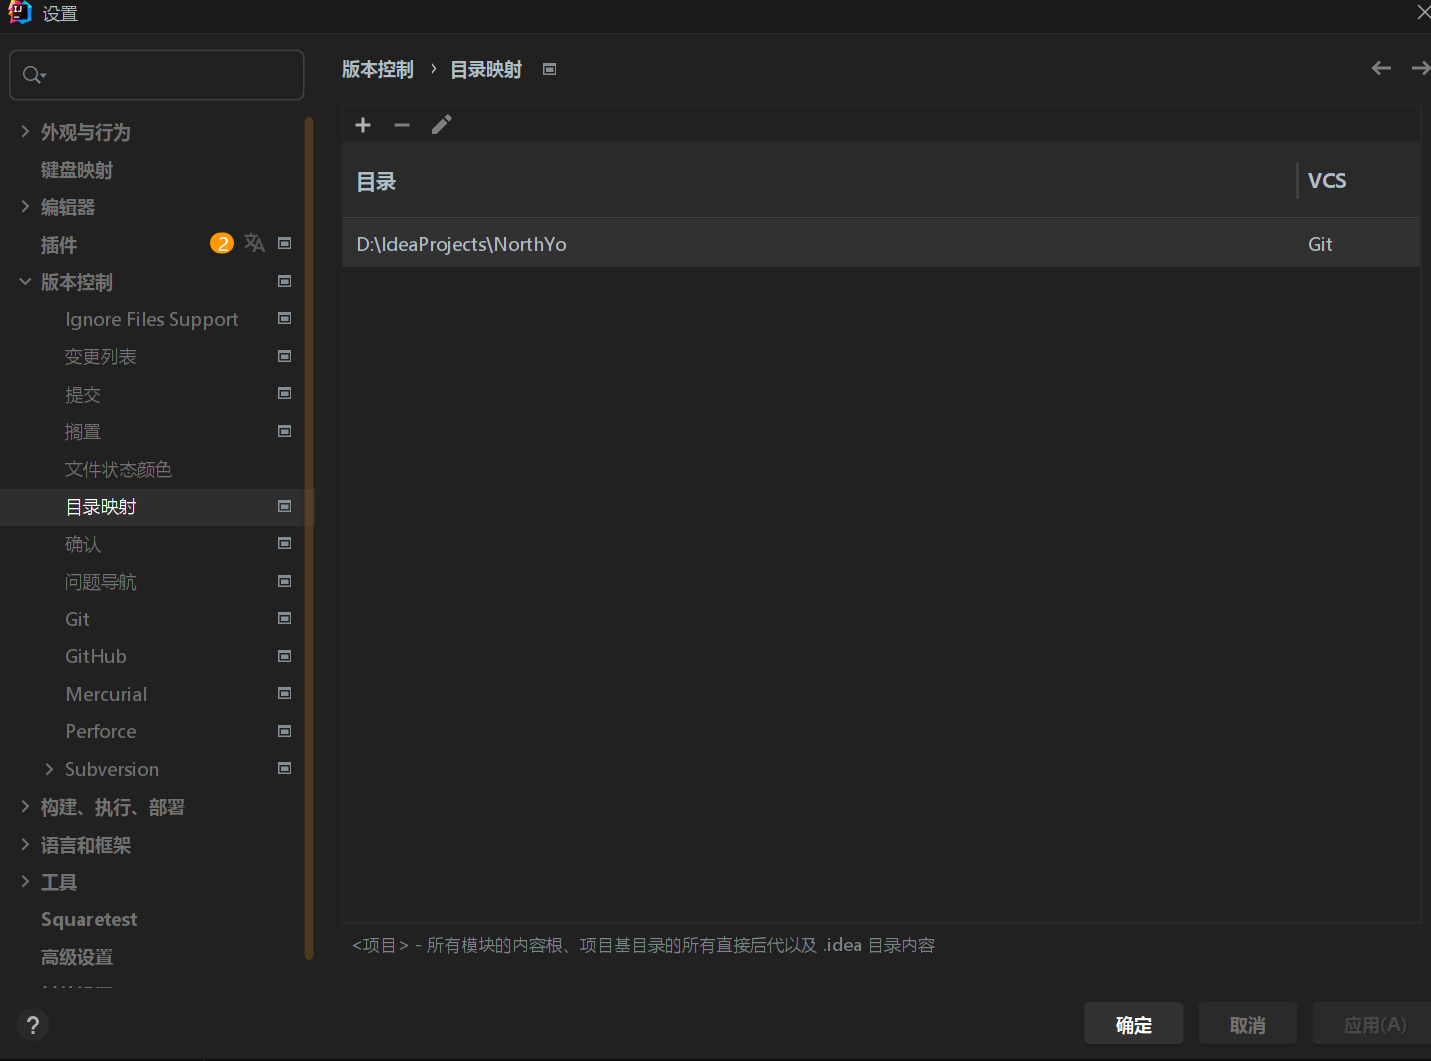 设置
版本控制 › 目录映射
外观与行为
键盘映射
编辑器
插件 2
版本控制
Ignore Files Support
变更列表
提交
搁置
文件状态颜色
目录映射
确认
问题导航
Git
GitHub
Mercurial
Perforce
Subversion
构建、执行、部署
语言和框架
工具
Squaretest
高级设置
目录 VCS
D:\IdeaProjects\NorthYo Git
<项目> - 所有模块的内容根、项目基目录的所有直接后代以及 .idea 目录内容
?
确定 取消 应用(A)